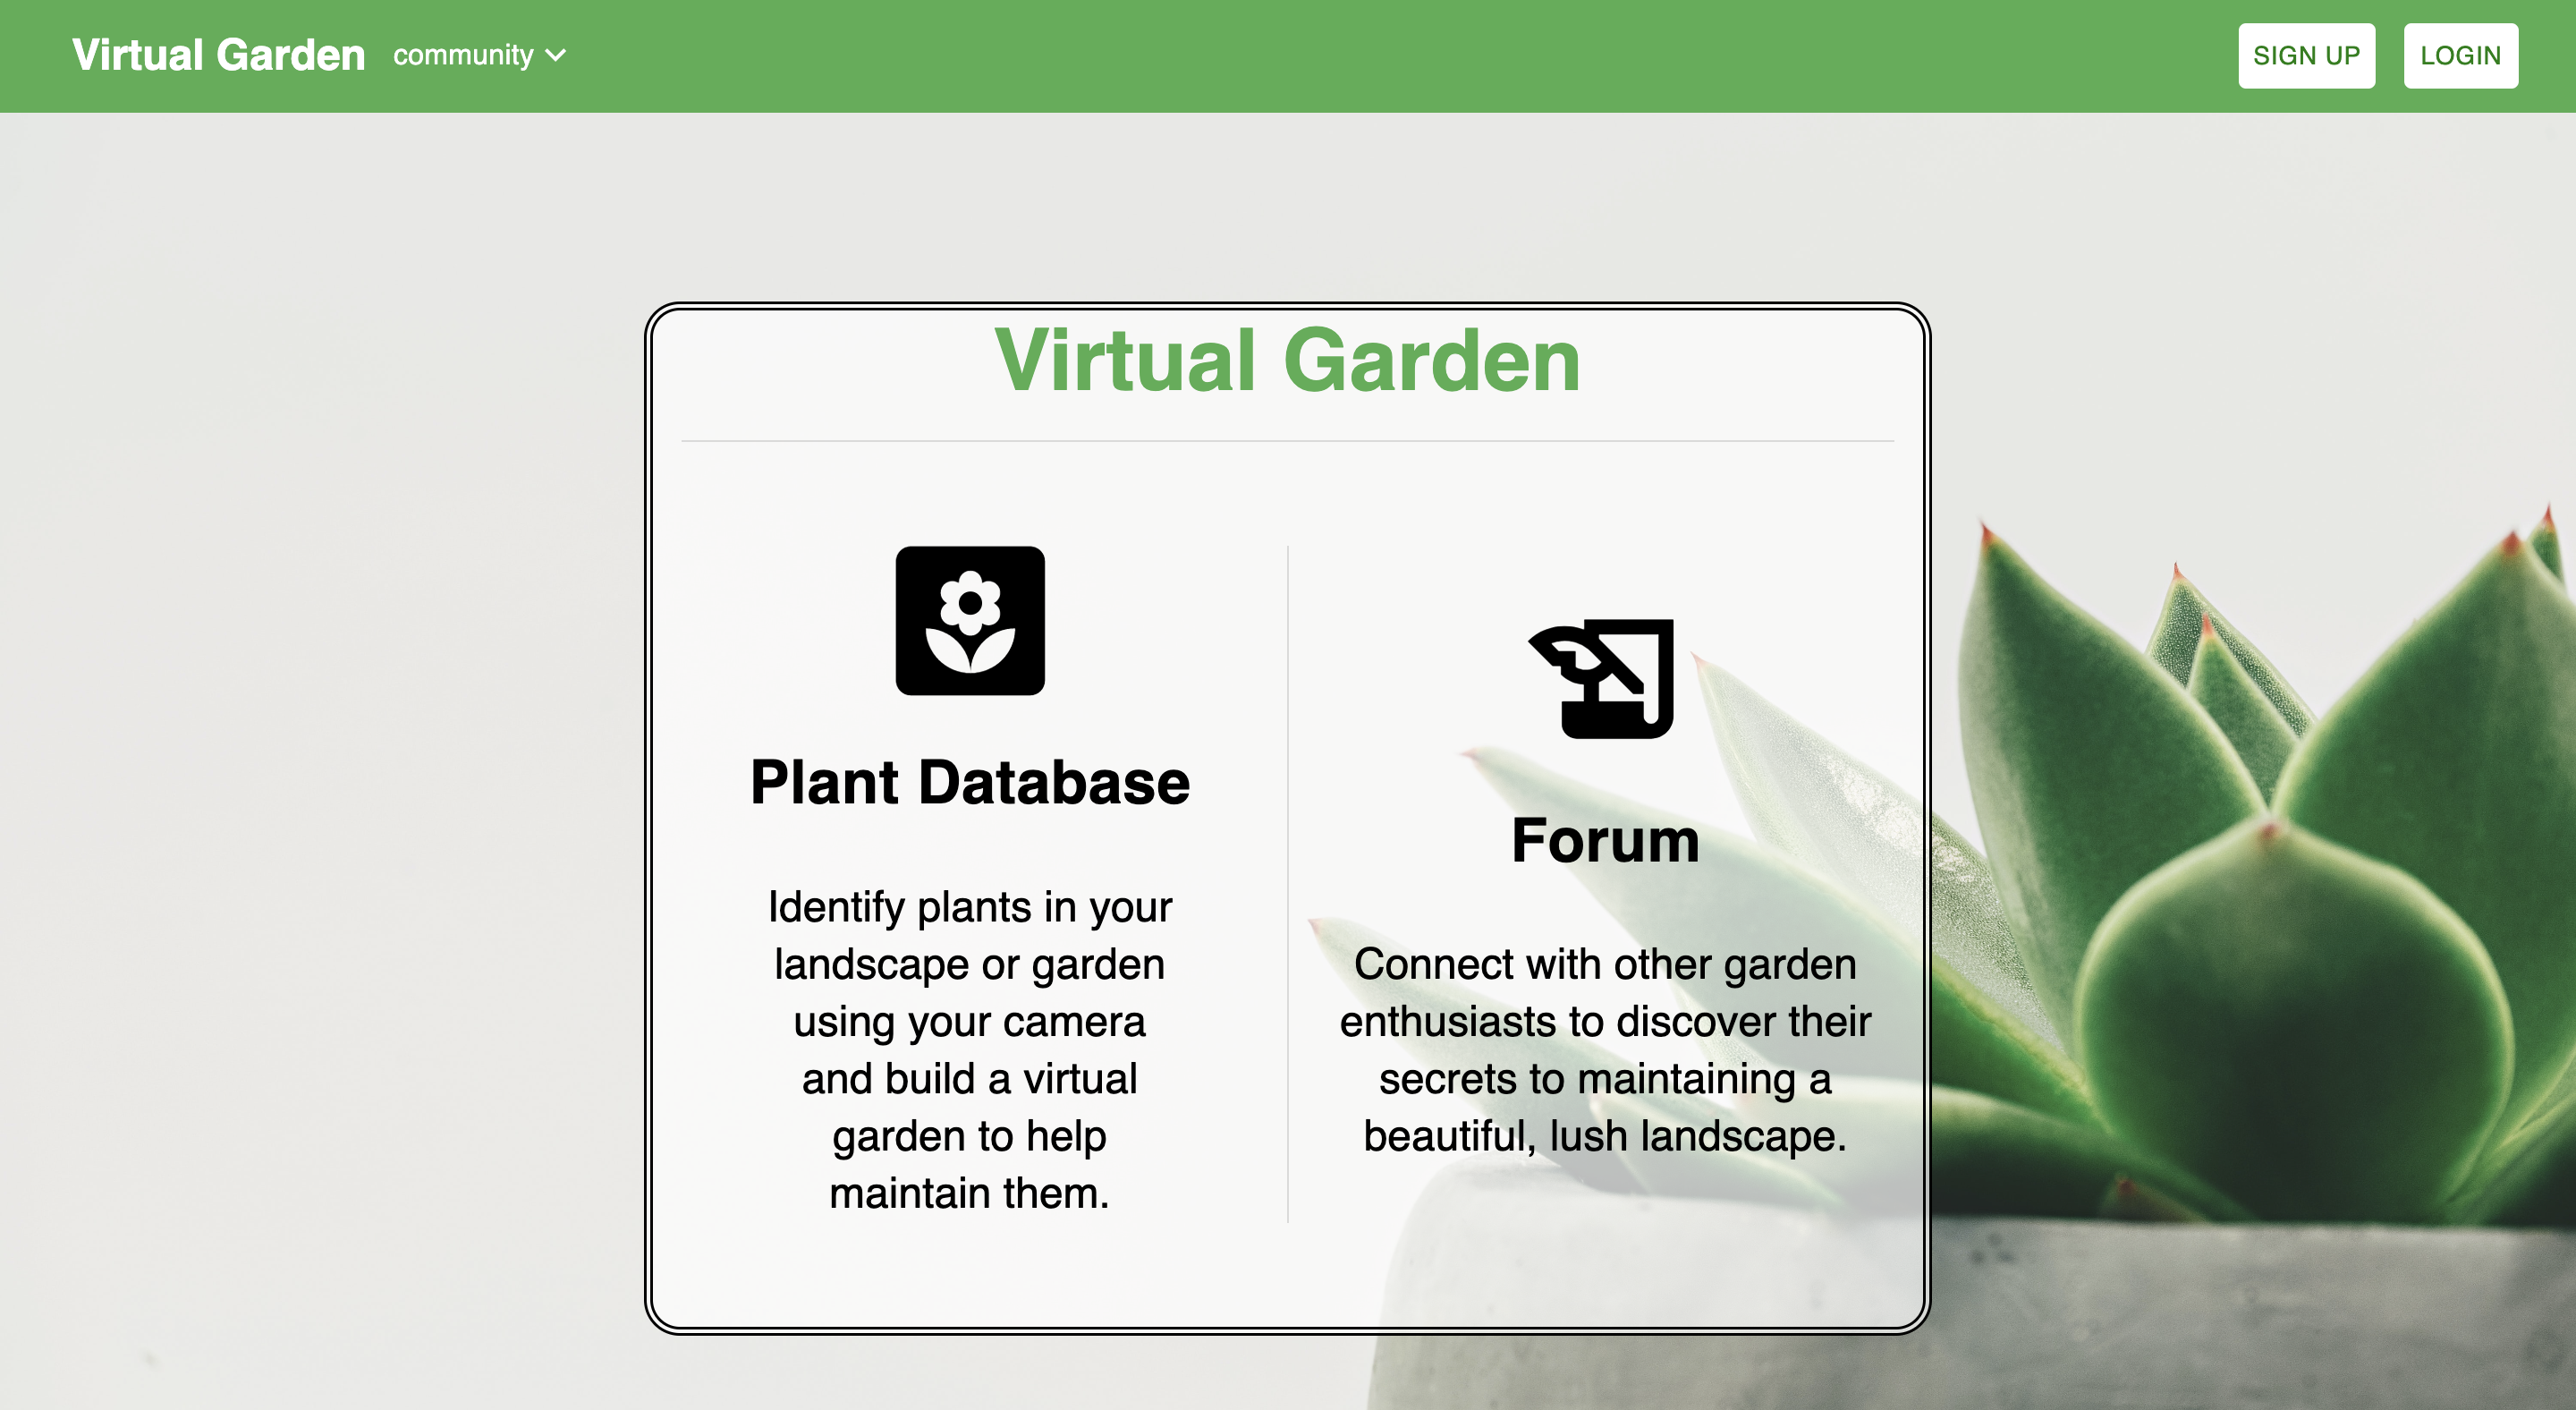 Virtual Garden community SIGN UP LOGIN
Virtual Garden
Plant Database
Identify plants in your
landscape or garden
using your camera
and build a virtual
garden to help
maintain them.
Forum
Connect with other garden
enthusiasts to discover their
secrets to maintaining a
beautiful, lush landscape.